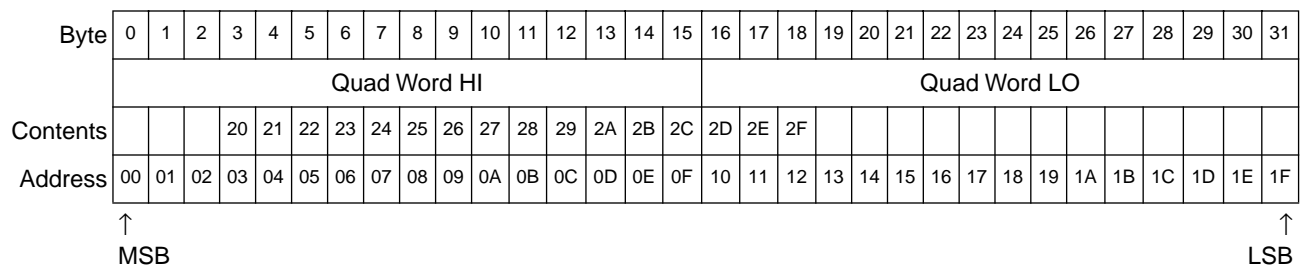 Byte 0 1 2 3 4 5 6 7 8 9 10 11 12 13 14 15 16 17 18 19 20 21 22 23 24 25 26 27 28 29 30 31
Quad Word HI Quad Word LO
Contents 20 21 22 23 24 25 26 27 28 29 2A 2B 2C 2D 2E 2F
Address 00 01 02 03 04 05 06 07 08 09 0A 0B 0C 0D 0E 0F 10 11 12 13 14 15 16 17 18 19 1A 1B 1C 1D 1E 1F
↑ ↑
MSB LSB